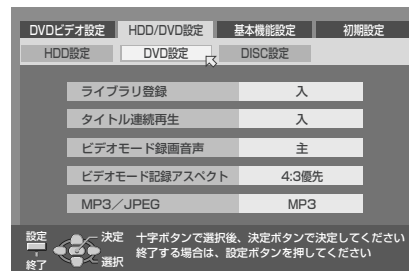 DVDビデオ設定 HDD/DVD設定 基本機能設定 初期設定
HDD設定 DVD設定 DISC設定
ライブラリ登録 入
タイトル連続再生 入
ビデオモード録画音声 主
ビデオモード記録アスペクト 4:3優先
MP3／JPEG MP3
設定 決定 十字ボタンで選択後、決定ボタンで決定してください
終了 選択 終了する場合は、設定ボタンを押してください